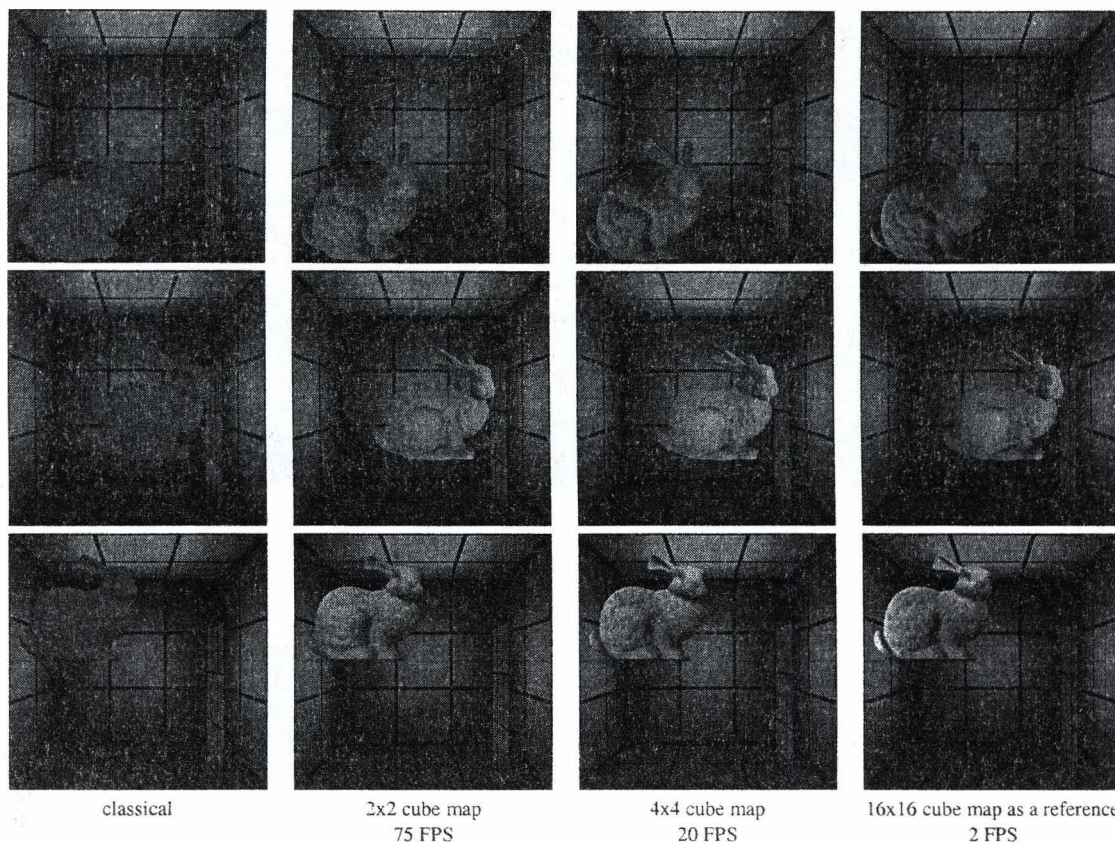 classical
2x2 cube map
75 FPS
4x4 cube map
20 FPS
16x16 cube map as a reference
2 FPS